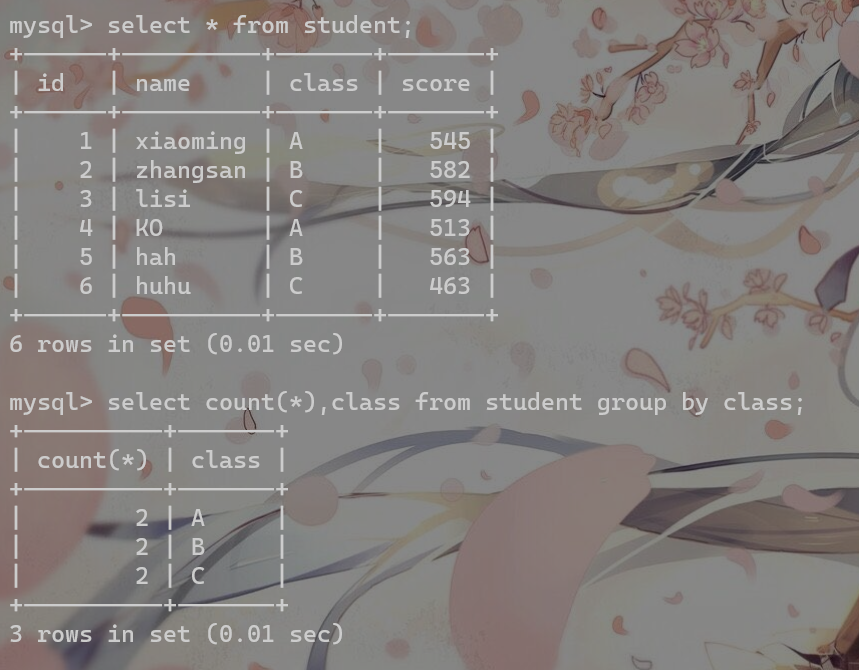 mysql> select * from student;
+------+----------+-------+-------+
| id   | name     | class | score |
+------+----------+-------+-------+
|    1 | xiaoming | A     |   545 |
|    2 | zhangsan | B     |   582 |
|    3 | lisi     | C     |   594 |
|    4 | KO       | A     |   513 |
|    5 | hah      | B     |   563 |
|    6 | huhu     | C     |   463 |
+------+----------+-------+-------+
6 rows in set (0.01 sec)
mysql> select count(*),class from student group by class;
+----------+-------+
| count(*) | class |
+----------+-------+
|        2 | A     |
|        2 | B     |
|        2 | C     |
+----------+-------+
3 rows in set (0.01 sec)